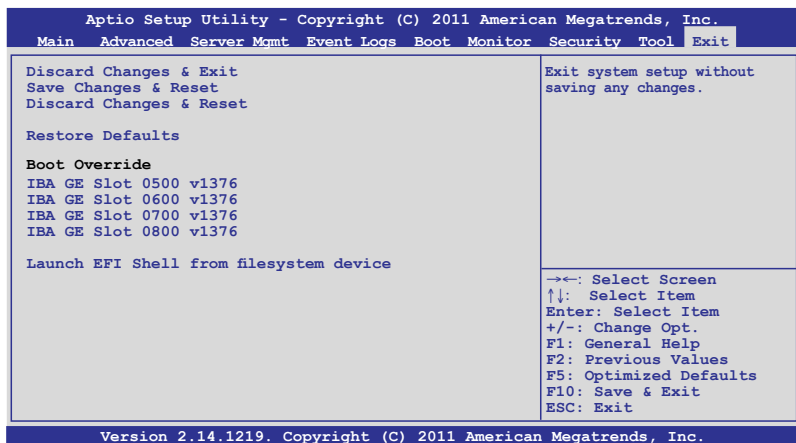 Aptio Setup Utility - Copyright (C) 2011 American Megatrends, Inc.
Main Advanced Server Mgmt Event Logs Boot Monitor Security Tool Exit
Discard Changes & Exit
Save Changes & Reset
Discard Changes & Reset
Restore Defaults
Boot Override
IBA GE Slot 0500 v1376
IBA GE Slot 0600 v1376
IBA GE Slot 0700 v1376
IBA GE Slot 0800 v1376
Launch EFI Shell from filesystem device
Exit system setup without
saving any changes.
→←: Select Screen
↑↓: Select Item
Enter: Select Item
+/-: Change Opt.
F1: General Help
F2: Previous Values
F5: Optimized Defaults
F10: Save & Exit
ESC: Exit
Version 2.14.1219. Copyright (C) 2011 American Megatrends, Inc.